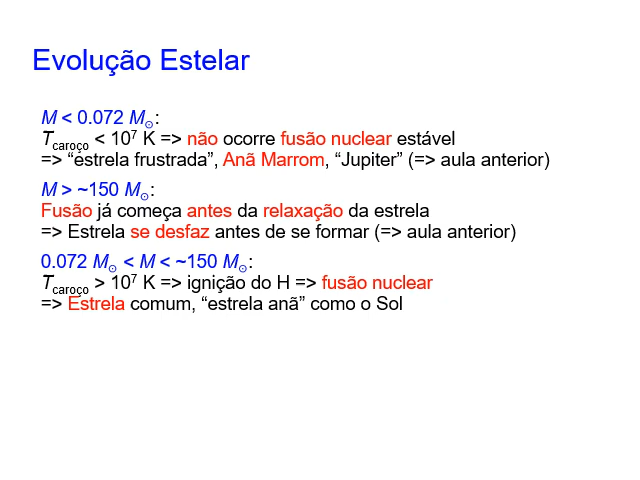 Evolução Estelar
M < 0.072 M⊙:
Tcaroço < 10⁷ K => não ocorre fusão nuclear estável
=> “estrela frustrada”, Anã Marrom, “Jupiter” (=> aula anterior)
M > ~150 M⊙:
Fusão já começa antes da relaxação da estrela
=> Estrela se desfaz antes de se formar (=> aula anterior)
0.072 M⊙ < M < ~150 M⊙:
Tcaroço > 10⁷ K => ignição do H => fusão nuclear
=> Estrela comum, “estrela anã” como o Sol